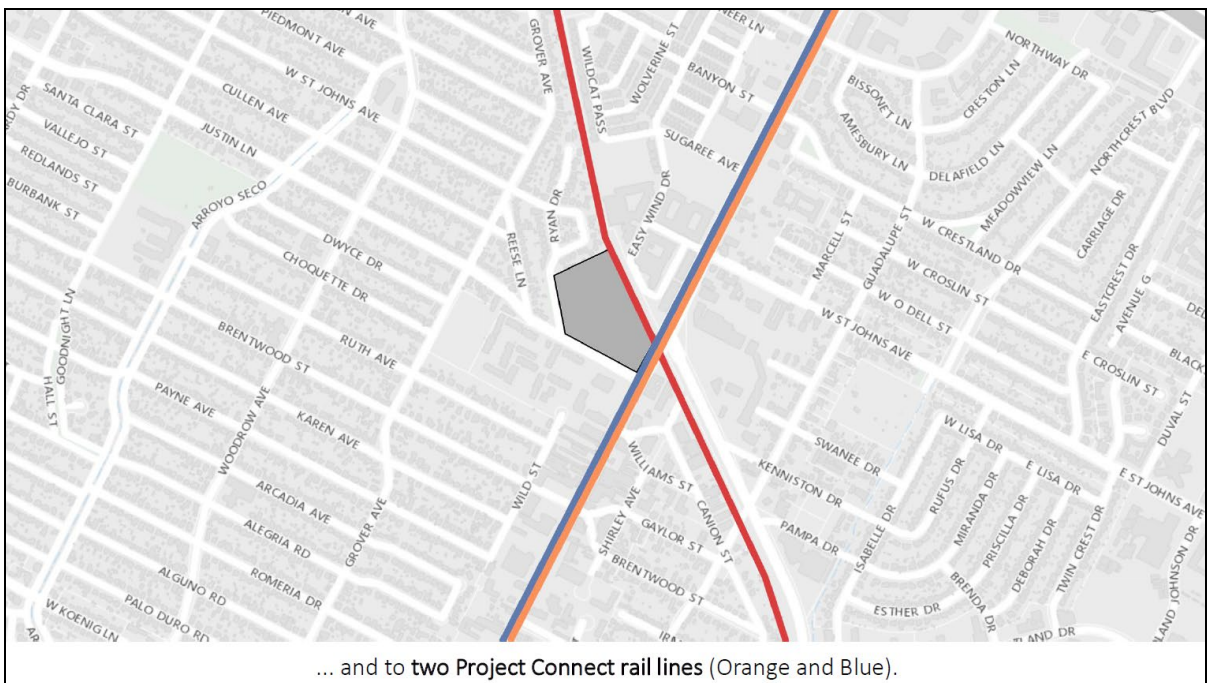 PIEDMONT AVE
AVE
W ST JOHNS AVE
CULLEN AVE
JUSTIN LN
SANTA CLARA ST
VALLEJO ST
REDLANDS ST
BURBANK ST
ARROYO SECO
GROVER AVE
WILDCAT PASS
WOLVERINE ST
BANYON ST
SUGAREE AVE
EASY WIND DR
RYAN DR
REESE LN
DWYCE DR
CHOQUETTE DR
RUTH AVE
BRENTWOOD ST
KAREN AVE
PAYNE AVE
WOODROW AVE
GOODNIGHT LN
HALL ST
ARCADIA AVE
ALEGRIA RD
GROVER AVE
ROMERIA DR
ALGUNO RD
PALO DURO RD
W KOENIG LN
WILD ST
WILLIAMS ST
SHIRLEY AVE
CANION ST
GAYLOR ST
BRENTWOOD ST
NORTHWAY DR
CRESTON LN
BISSONET LN
AMESBURY LN
DELAFIELD LN
MEADOWVIEW LN
NORTHCREST BLVD
CARRIAGE DR
EASTCREST DR
AVENUE G
W CRESTLAND DR
W CROSLIN ST
W O DELL ST
W ST JOHNS AVE
GUADALUPE ST
MARCELL ST
E CROSLIN ST
DUVAL ST
W LISA DR
E LISA DR
E ST JOHNS AVE
SWANEE DR
KENNISTON DR
PAMPA DR
ISABELLE DR
RUFUS DR
MIRANDA DR
PRISCILLA DR
DEBORAH DR
TWIN CREST DR
BRENDA DR
ESTHER DR
... and to two Project Connect rail lines (Orange and Blue).